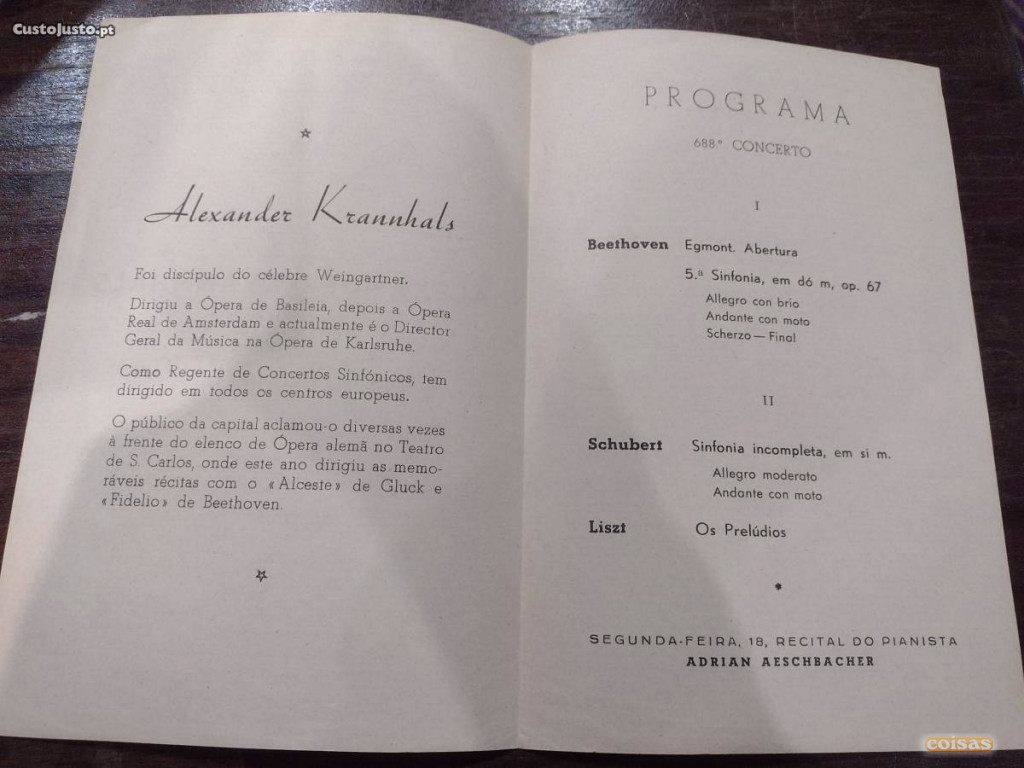 CustoJusto.pt
Alexander Krannhals
Foi discípulo do célebre Weingartner.
Dirigiu a Ópera de Basileia, depois a Ópera
Real de Amsterdam e actualmente é o Director
Geral da Música na Ópera de Karlsruhe.
Como Regente de Concertos Sinfónicos, tem
dirigido em todos os centros europeus.
O público da capital aclamou-o diversas vezes
à frente do elenco de Ópera alemã no Teatro
de S. Carlos, onde este ano dirigiu as memo-
ráveis récitas com o «Alceste» de Gluck e
«Fidelio» de Beethoven.
PROGRAMA
688.º CONCERTO
I
Beethoven Egmont. Abertura
5.ª Sinfonia, em dó m, op. 67
Allegro con brio
Andante con moto
Scherzo — Final
II
Schubert Sinfonia incompleta, em si m.
Allegro moderato
Andante con moto
Liszt Os Prelúdios
SEGUNDA-FEIRA, 18, RECITAL DO PIANISTA
ADRIAN AESCHBACHER
coisas